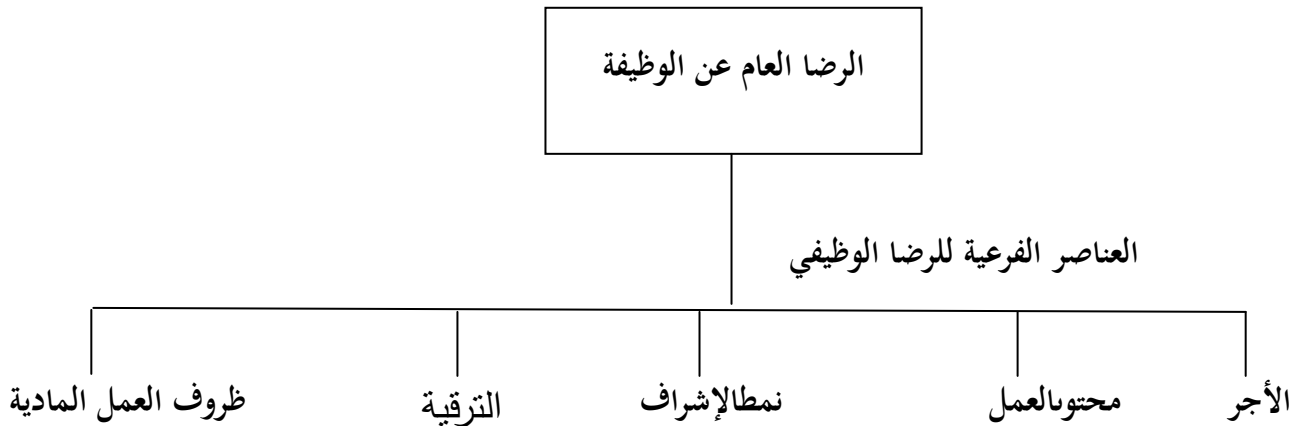 الرضا العام عن الوظيفة
العناصر الفرعية للرضا الوظيفي
الأجر
محتوىالعمل
نمطالإشراف
الترقية
ظروف العمل المادية